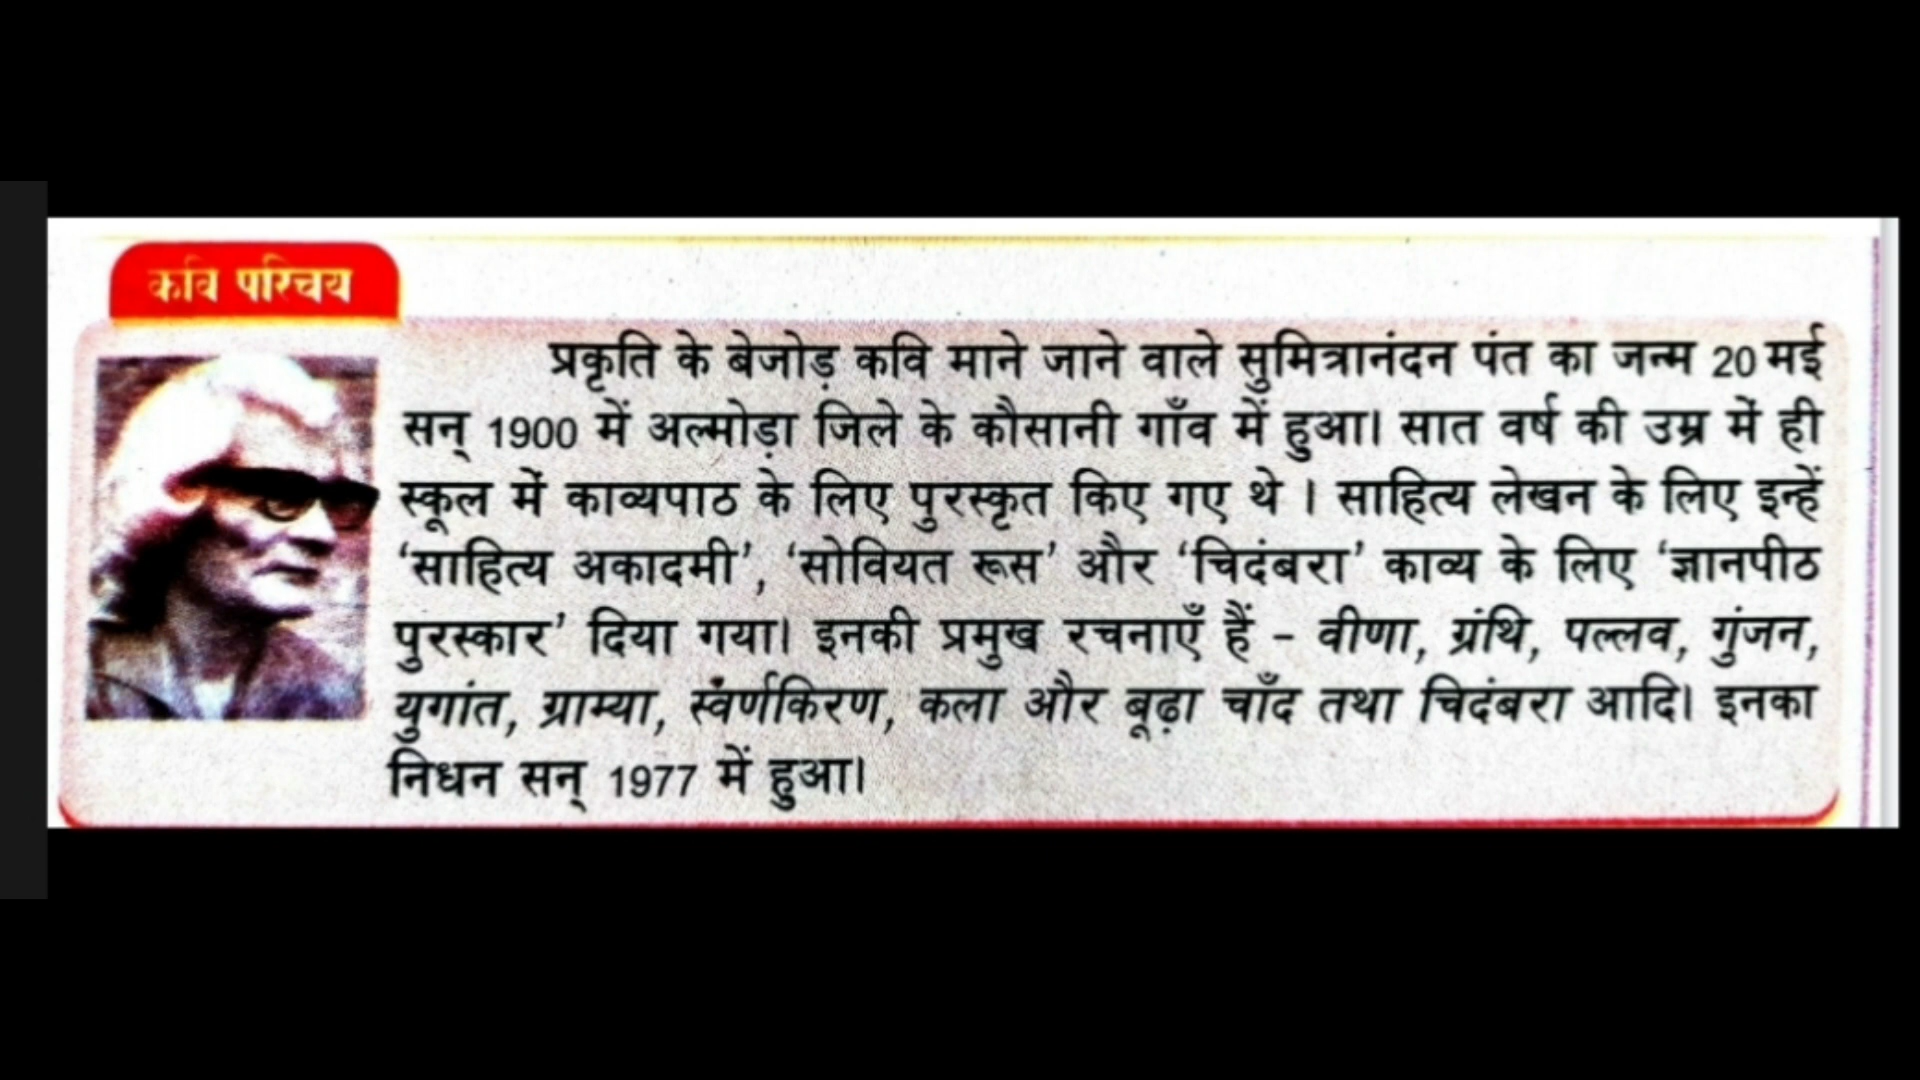 कवि परिचय
प्रकृति के बेजोड़ कवि माने जाने वाले सुमित्रानंदन पंत का जन्म 20 मई
सन् 1900 में अल्मोड़ा जिले के कौसानी गाँव में हुआ। सात वर्ष की उम्र में ही
स्कूल में काव्यपाठ के लिए पुरस्कृत किए गए थे । साहित्य लेखन के लिए इन्हें
‘साहित्य अकादमी’, ‘सोवियत रूस’ और ‘चिदंबरा’ काव्य के लिए ‘ज्ञानपीठ
पुरस्कार’ दिया गया। इनकी प्रमुख रचनाएँ हैं - वीणा, ग्रंथि, पल्लव, गुंजन,
युगांत, ग्राम्या, स्वंर्णकिरण, कला और बूढ़ा चाँद तथा चिदंबरा आदि। इनका
निधन सन् 1977 में हुआ।